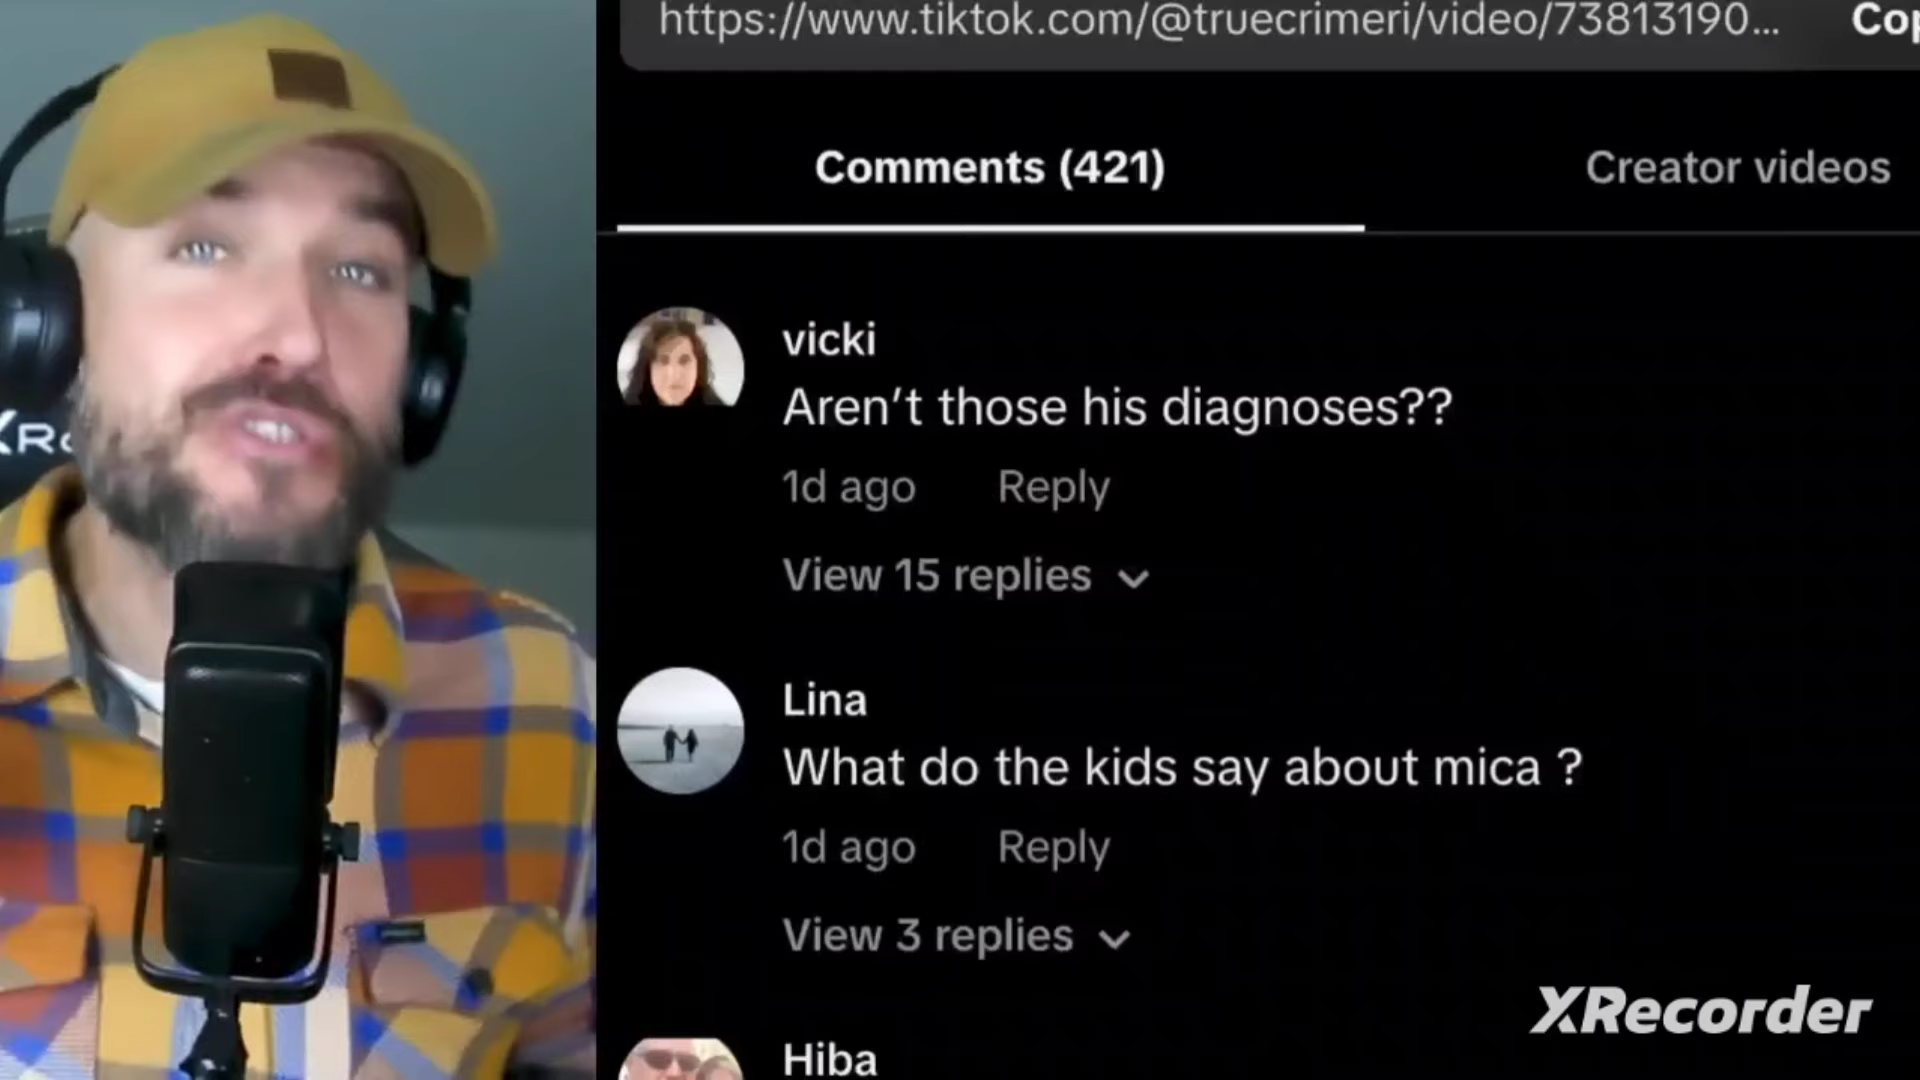 https://www.tiktok.com/@truecrimeri/video/73813190...
Comments (421)
Creator videos
vicki
Aren't those his diagnoses??
1d ago Reply
View 15 replies
Lina
What do the kids say about mica ?
1d ago Reply
View 3 replies
Hiba
XRecorder